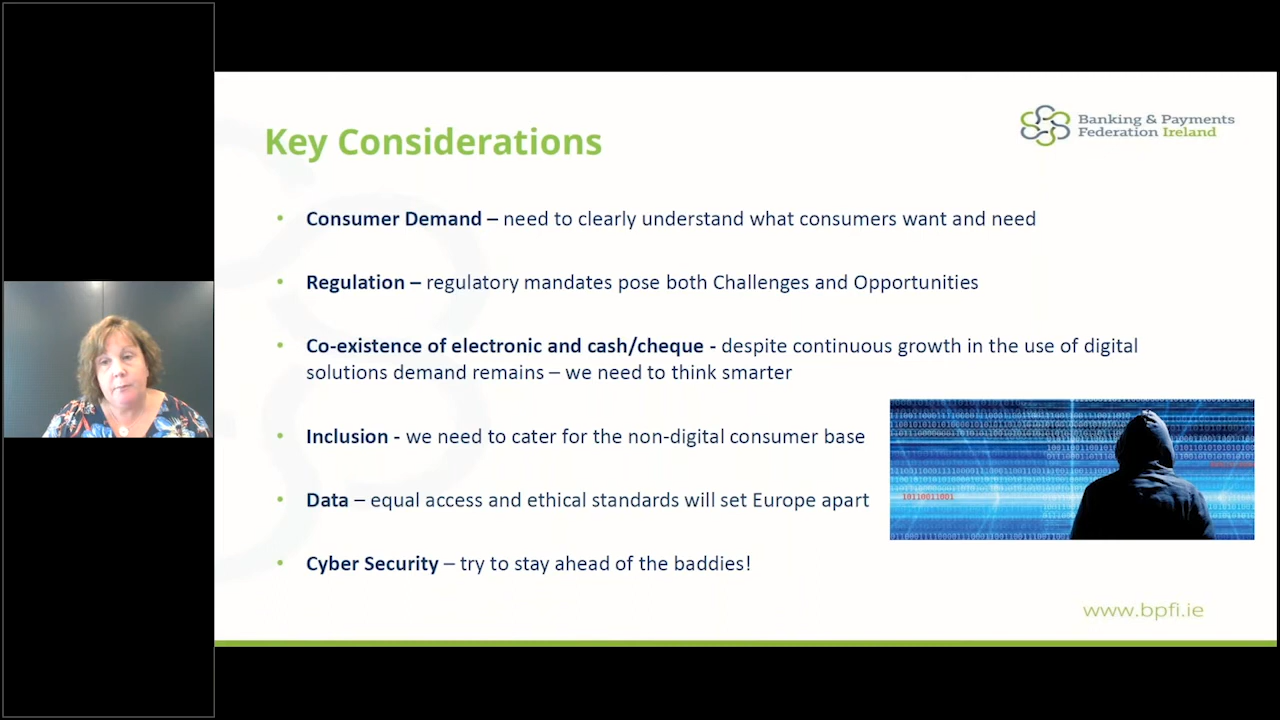 Key Considerations
Banking & Payments
Federation Ireland
• Consumer Demand – need to clearly understand what consumers want and need
• Regulation – regulatory mandates pose both Challenges and Opportunities
• Co-existence of electronic and cash/cheque - despite continuous growth in the use of digital
solutions demand remains – we need to think smarter
• Inclusion - we need to cater for the non-digital consumer base
• Data – equal access and ethical standards will set Europe apart
• Cyber Security – try to stay ahead of the baddies!
10110011001
www.bpfi.ie